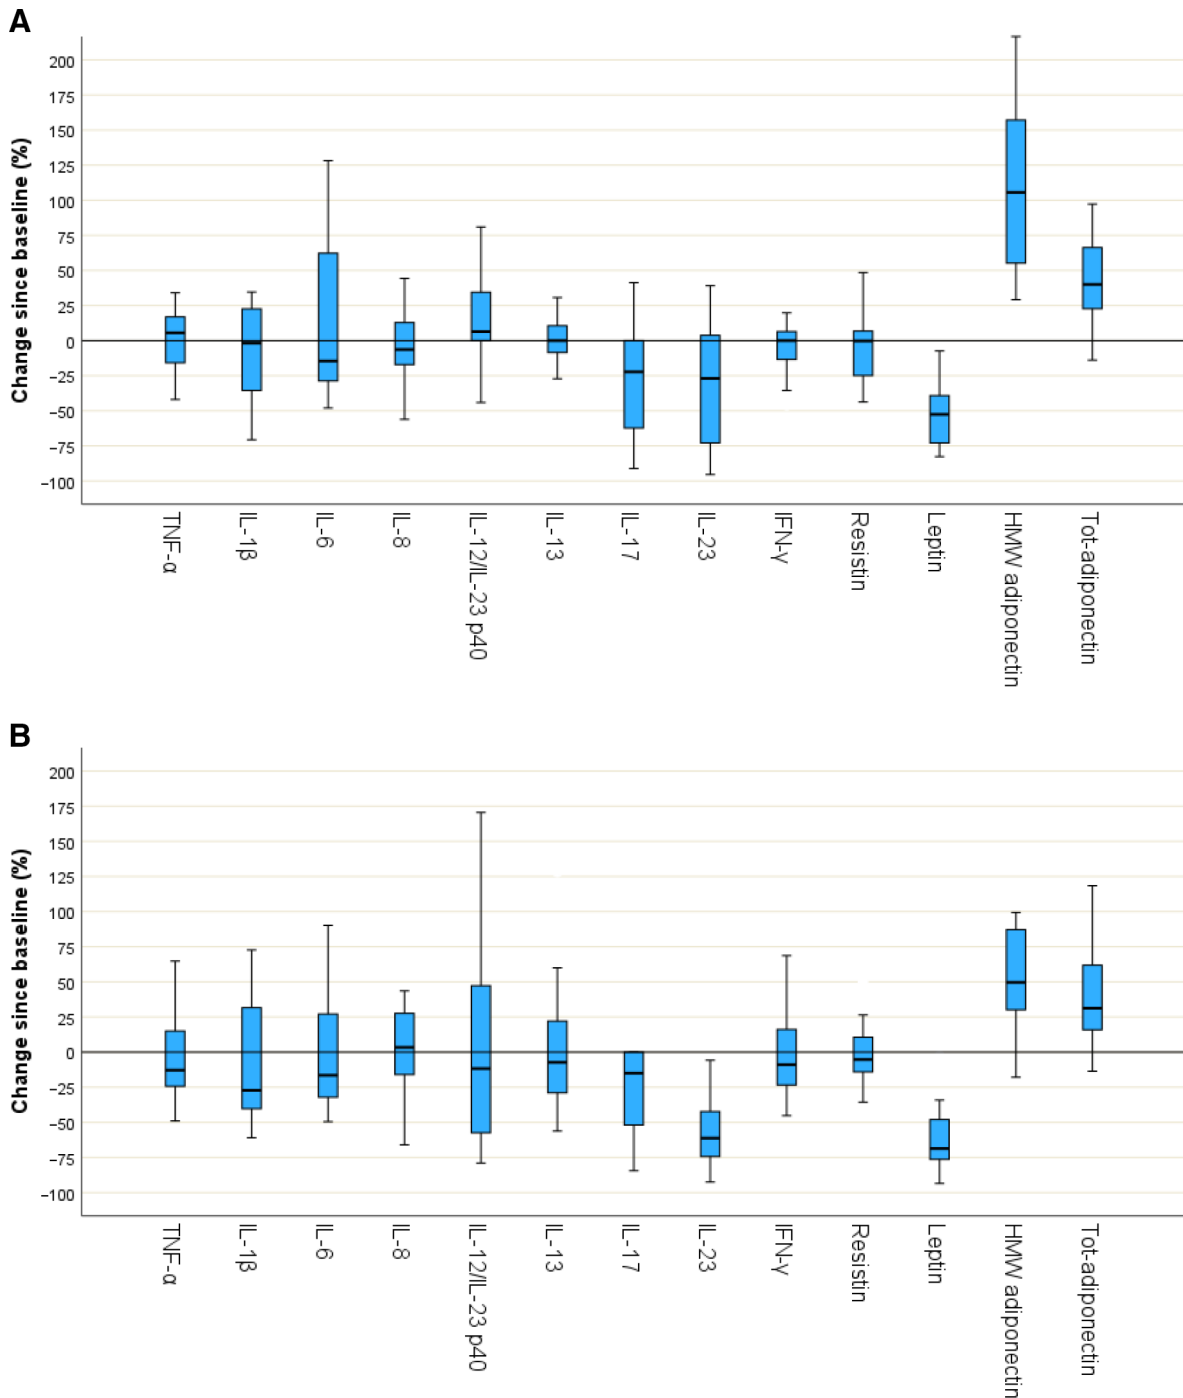 A
Change since baseline (%)
200
175
150
125
100
75
50
25
0
−25
−50
−75
−100
TNF-α
IL-1β
IL-6
IL-8
IL-12/IL-23 p40
IL-13
IL-17
IL-23
IFN-γ
Resistin
Leptin
HMW adiponectin
Tot-adiponectin
B
Change since baseline (%)
200
175
150
125
100
75
50
25
0
−25
−50
−75
−100
TNF-α
IL-1β
IL-6
IL-8
IL-12/IL-23 p40
IL-13
IL-17
IL-23
IFN-γ
Resistin
Leptin
HMW adiponectin
Tot-adiponectin